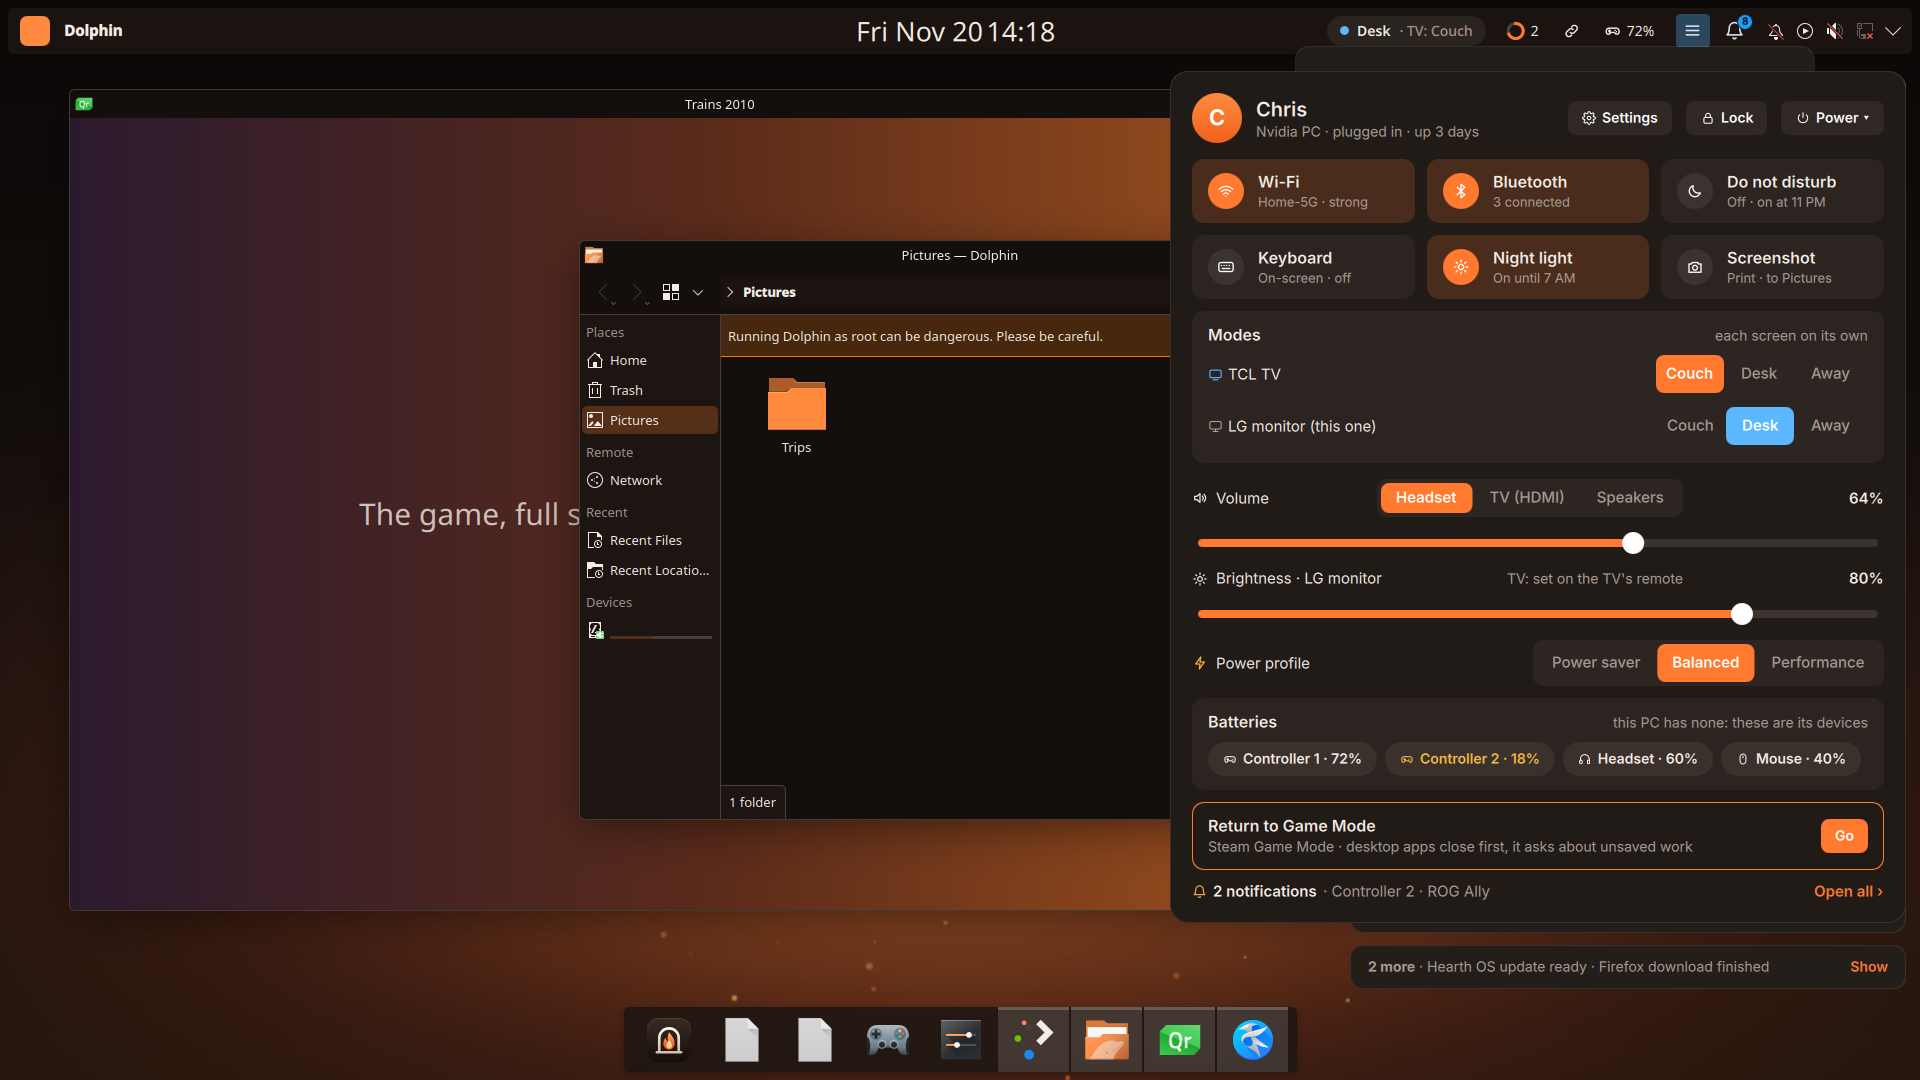 Dolphin
Fri Nov 20 14:18
Desk · TV: Couch
2
72%
8
Trains 2010
The game, full s
Pictures — Dolphin
Pictures
Places
Home
Trash
Pictures
Remote
Network
Recent
Recent Files
Recent Locatio...
Devices
Running Dolphin as root can be dangerous. Please be careful.
Trips
1 folder
C
Chris
Nvidia PC · plugged in · up 3 days
Settings
Lock
Power
Wi-Fi
Home-5G · strong
Bluetooth
3 connected
Do not disturb
Off · on at 11 PM
Keyboard
On-screen · off
Night light
On until 7 AM
Screenshot
Print · to Pictures
Modes
each screen on its own
TCL TV
Couch Desk Away
LG monitor (this one)
Couch Desk Away
Volume
Headset TV (HDMI) Speakers
64%
Brightness · LG monitor
TV: set on the TV's remote
80%
Power profile
Power saver Balanced Performance
Batteries
this PC has none: these are its devices
Controller 1 · 72%
Controller 2 · 18%
Headset · 60%
Mouse · 40%
Return to Game Mode
Steam Game Mode · desktop apps close first, it asks about unsaved work
Go
2 notifications · Controller 2 · ROG Ally
Open all ›
2 more · Hearth OS update ready · Firefox download finished
Show
Qr
Qr